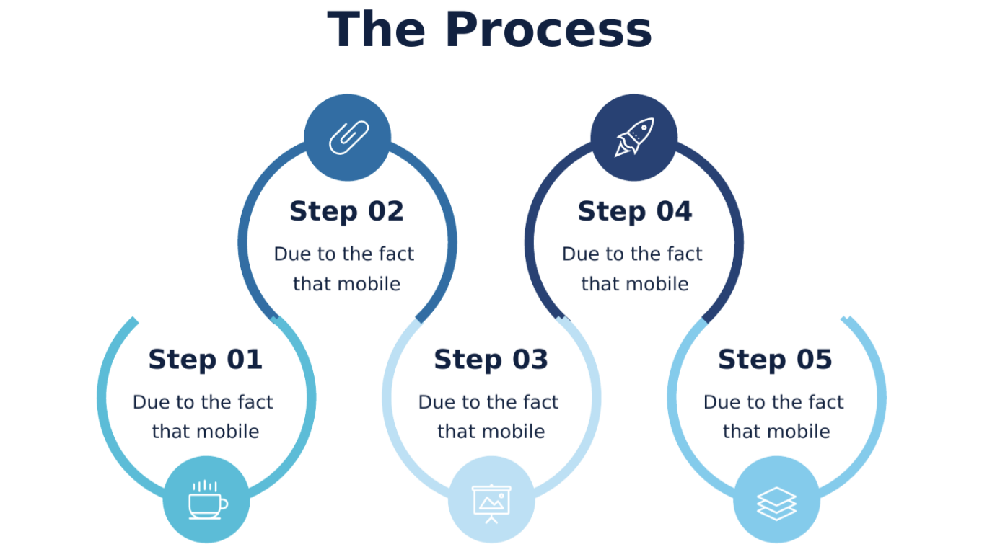 The Process
Step 01
Due to the fact
that mobile
Step 02
Due to the fact
that mobile
Step 03
Due to the fact
that mobile
Step 04
Due to the fact
that mobile
Step 05
Due to the fact
that mobile